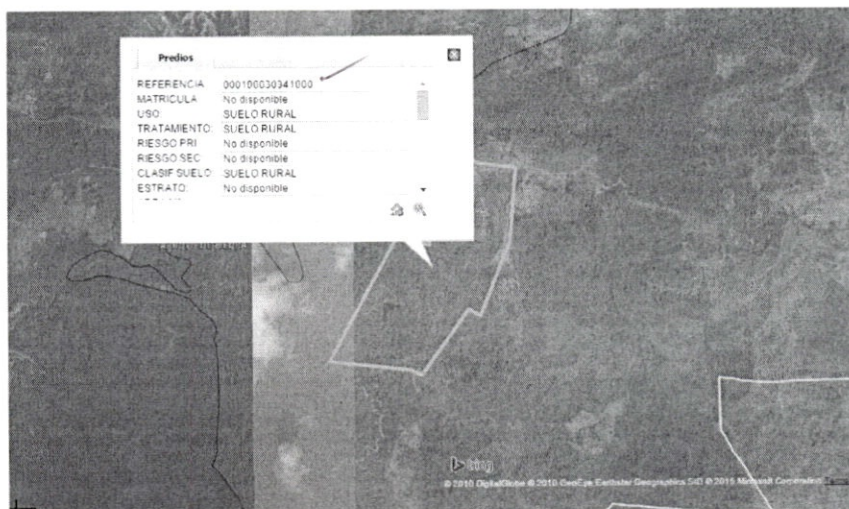 Predios
REFERENCIA 000100030341000
MATRICULA No disponible
USO: SUELO RURAL
TRATAMIENTO: SUELO RURAL
RIESGO PRI No disponible
RIESGO SEC No disponible
CLASIF SUELO: SUELO RURAL
ESTRATO: No disponible
bing
© 2010 DigitalGlobe © 2010 GeoEye Earthstar Geographics SIO © 2015 Microsoft Corporation